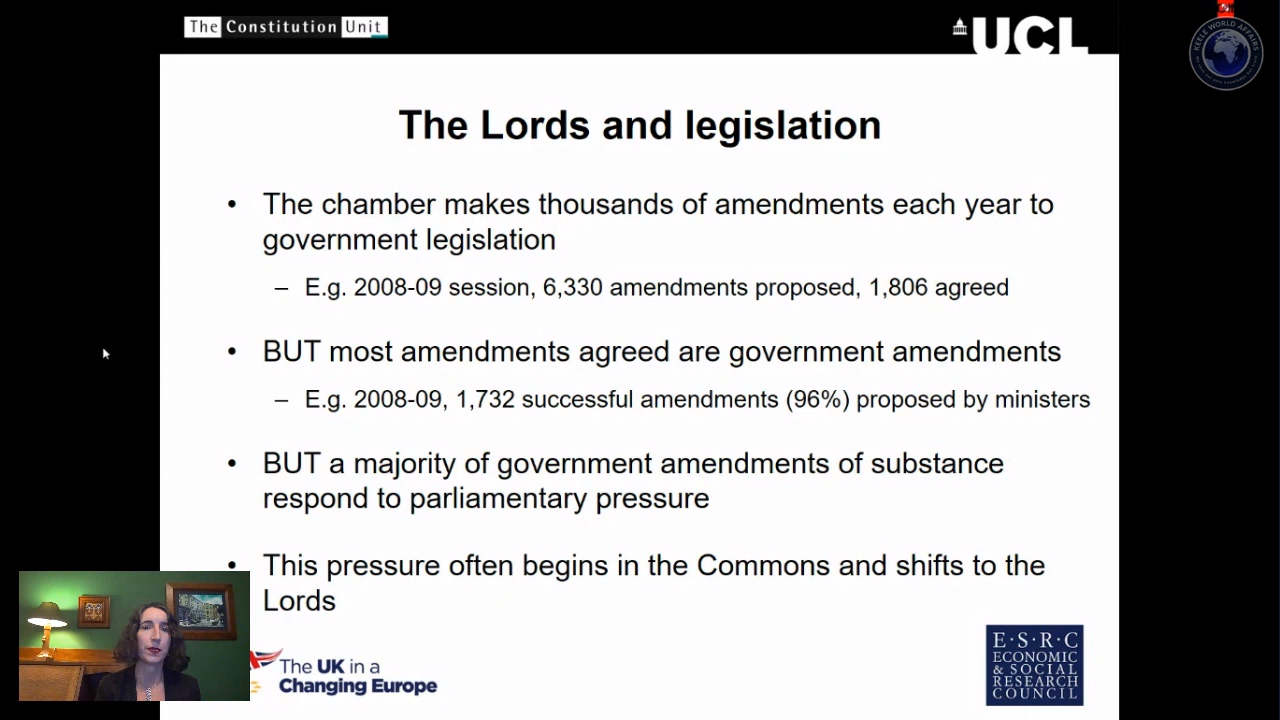 The Constitution Unit
UCL
KEELE WORLD AFFAIRS
The Lords and legislation
• The chamber makes thousands of amendments each year to
government legislation
– E.g. 2008-09 session, 6,330 amendments proposed, 1,806 agreed
• BUT most amendments agreed are government amendments
– E.g. 2008-09, 1,732 successful amendments (96%) proposed by ministers
• BUT a majority of government amendments of substance
respond to parliamentary pressure
• This pressure often begins in the Commons and shifts to the
Lords
The UK in a
Changing Europe
E·S·R·C
ECONOMIC
& SOCIAL
RESEARCH
COUNCIL